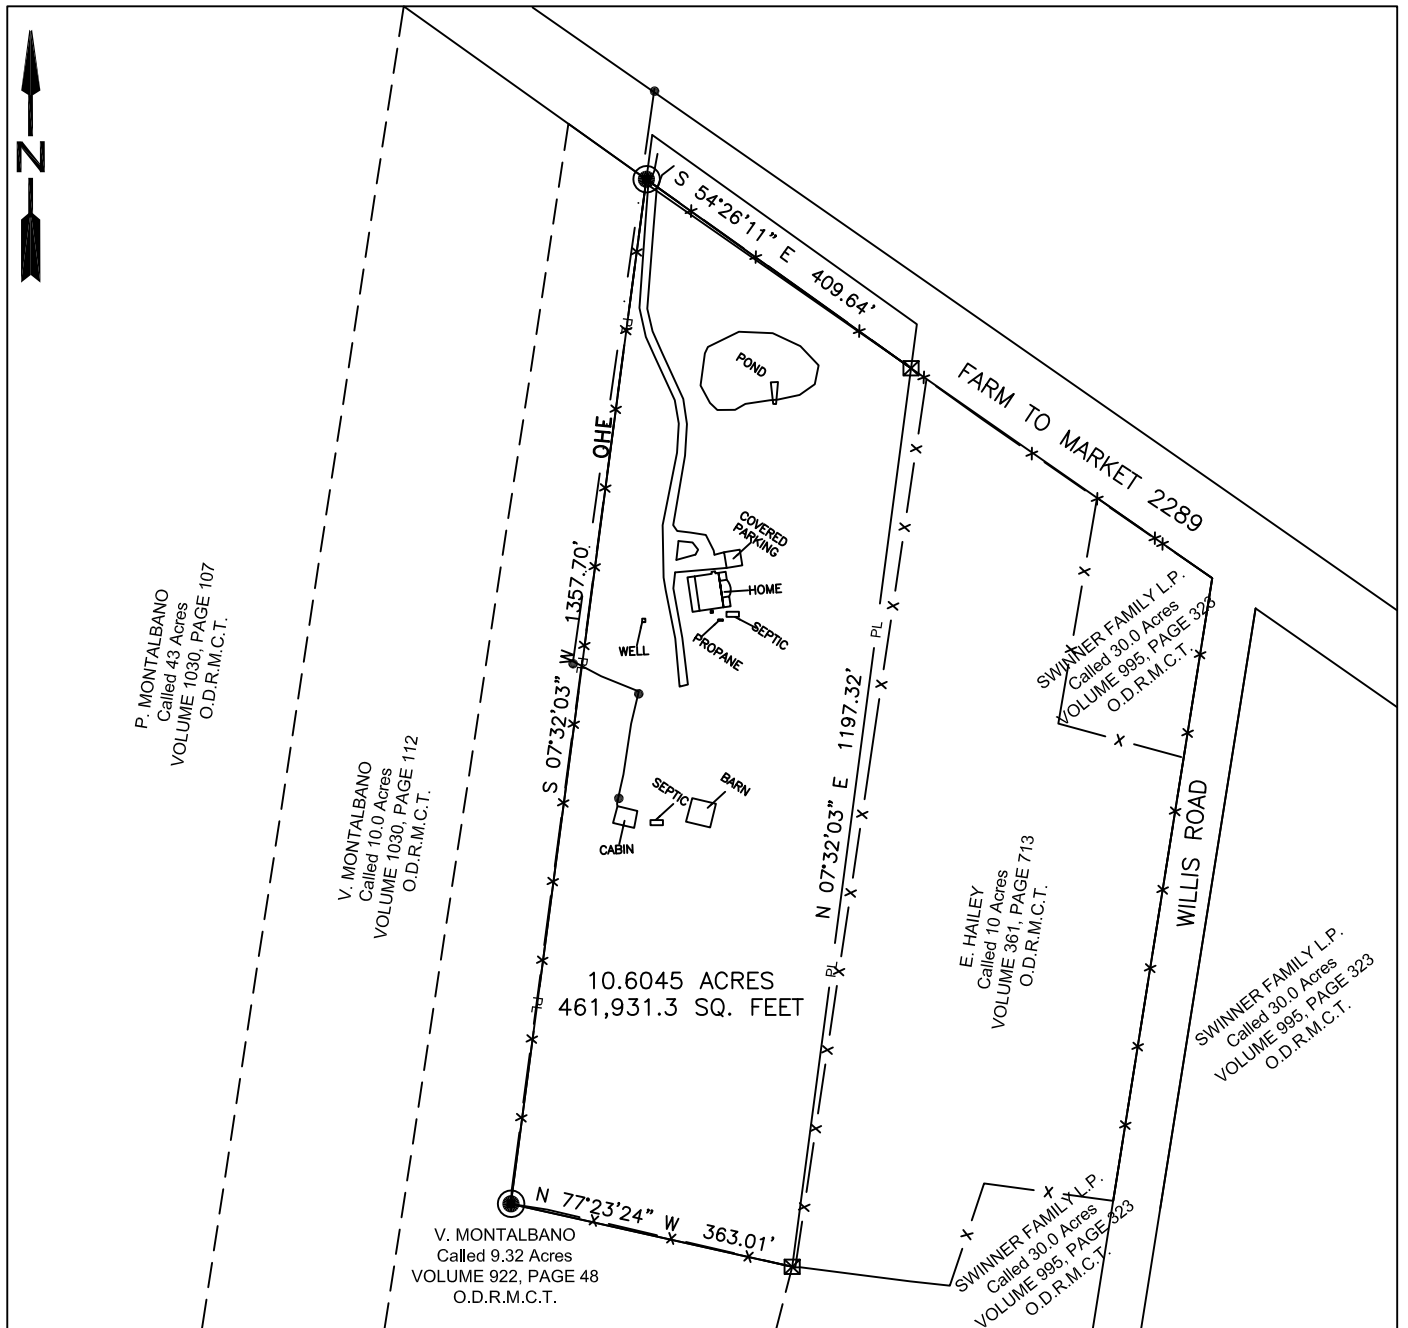 N
S 54°26'11" E 409.64'
POND
FARM TO MARKET 2289
OHE
PL
COVERED
PARKING
HOME
SEPTIC
PROPANE
WELL
S 07°32'03" W 1357.70'
PL
PL
N 07°32'03" E 1197.32'
PL
PL
P. MONTALBANO
Called 43 Acres
VOLUME 1030, PAGE 107
O.D.R.M.C.T.
V. MONTALBANO
Called 10.0 Acres
VOLUME 1030, PAGE 112
O.D.R.M.C.T.
SWINNER FAMILY L.P.
Called 30.0 Acres
VOLUME 995, PAGE 323
O.D.R.M.C.T.
SEPTIC
BARN
CABIN
WILLIS ROAD
E. HAILEY
Called 10 Acres
VOLUME 361, PAGE 713
O.D.R.M.C.T.
10.6045 ACRES
461,931.3 SQ. FEET
SWINNER FAMILY L.P.
Called 30.0 Acres
VOLUME 995, PAGE 323
O.D.R.M.C.T.
N 77°23'24" W 363.01'
V. MONTALBANO
Called 9.32 Acres
VOLUME 922, PAGE 48
O.D.R.M.C.T.
SWINNER FAMILY L.P.
Called 30.0 Acres
VOLUME 995, PAGE 323
O.D.R.M.C.T.